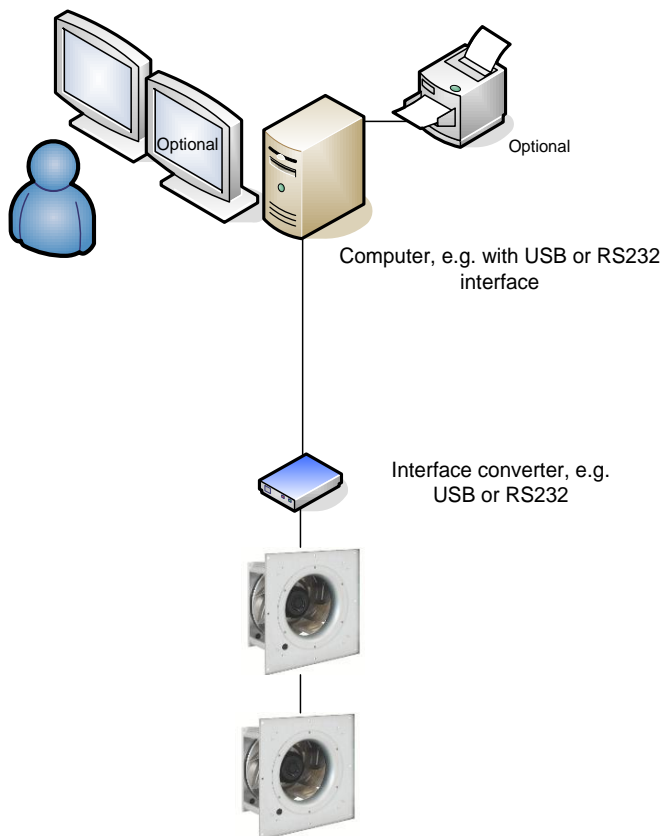 Optional
Optional
Computer, e.g. with USB or RS232
interface
Interface converter, e.g.
USB or RS232